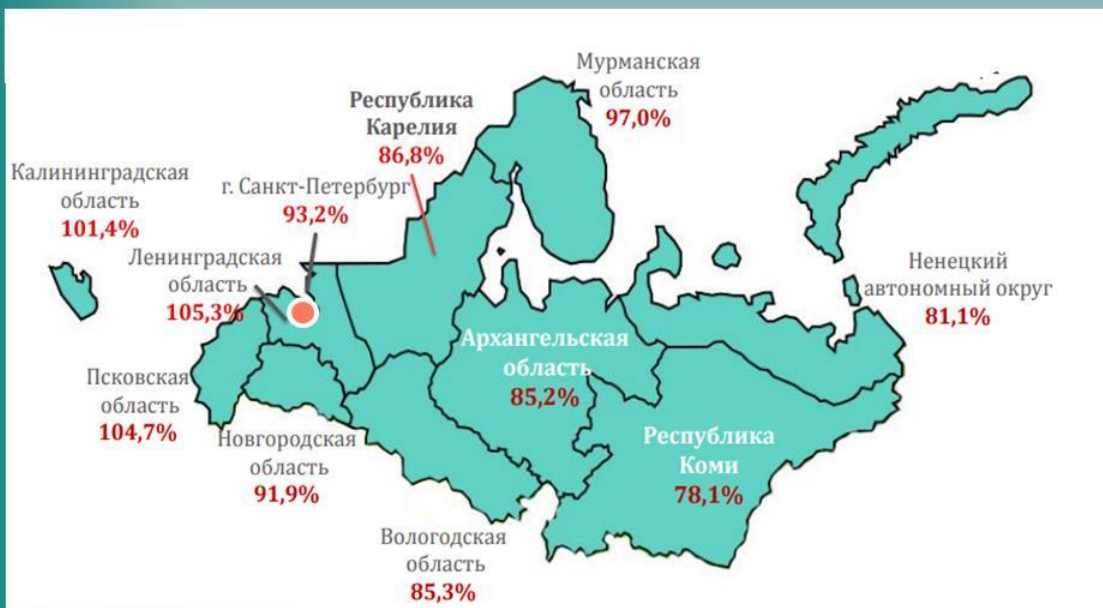 Мурманская
область
97,0%
Республика
Карелия
86,8%
Калининградская
область
101,4%
г. Санкт-Петербург
93,2%
Ленинградская
область
105,3%
Ненецкий
автономный округ
81,1%
Архангельская
область
85,2%
Псковская
область
104,7%
Новгородская
область
91,9%
Республика
Коми
78,1%
Вологодская
область
85,3%